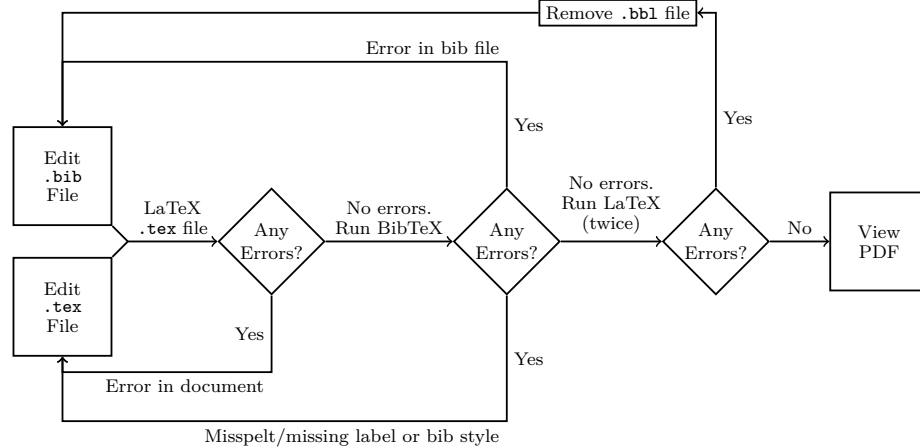 Remove .bbl file
Error in bib file
Yes
Yes
Edit
.bib
File
LaTeX
.tex file
Any
Errors?
No errors.
Run BibTeX
Any
Errors?
No errors.
Run LaTeX
(twice)
Any
Errors?
No
View
PDF
Edit
.tex
File
Yes
Error in document
Yes
Misspelt/missing label or bib style